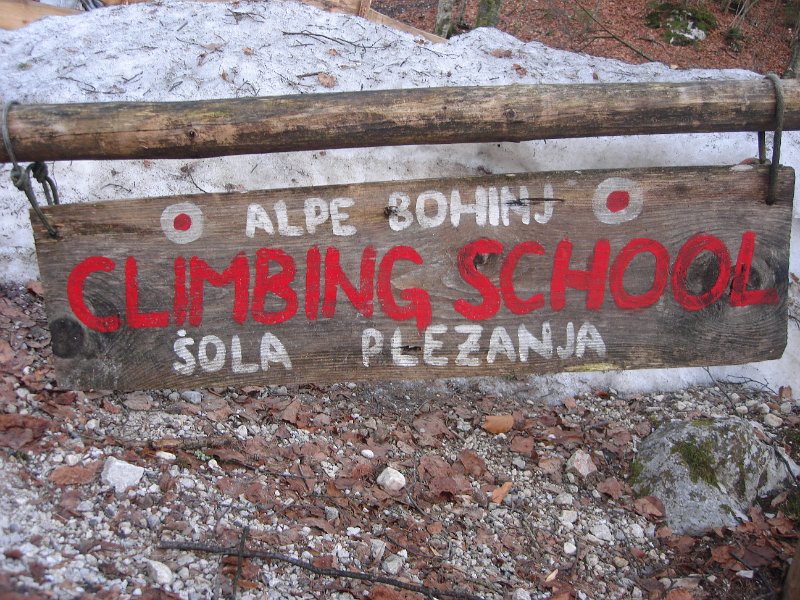 ALPE BOHINJ
CLIMBING SCHOOL
ŠOLA PLEZANJA